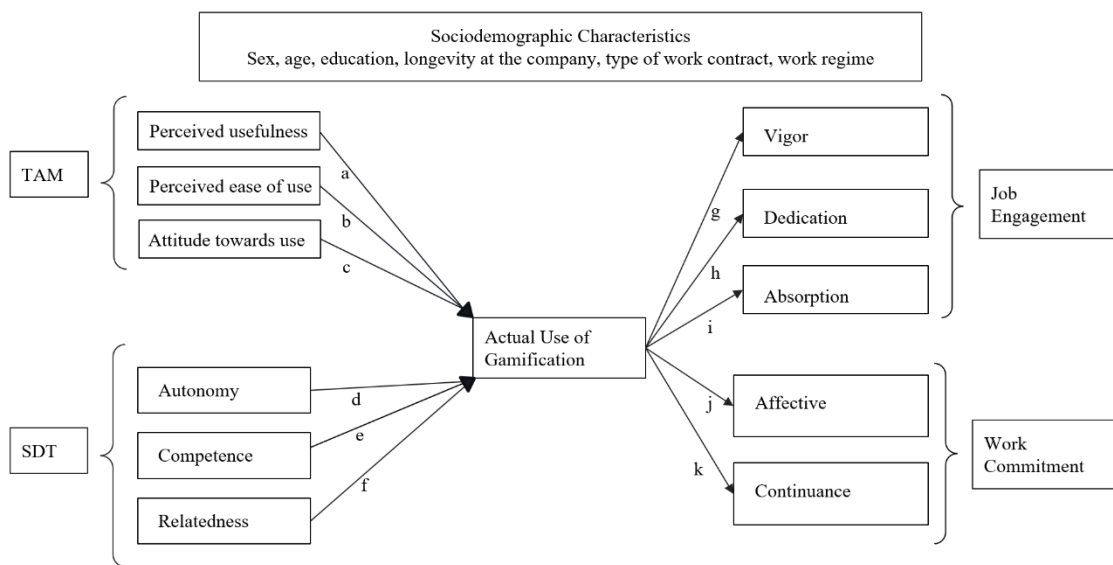 Sociodemographic Characteristics
Sex, age, education, longevity at the company, type of work contract, work regime
TAM
Perceived usefulness
Perceived ease of use
Attitude towards use
a
b
c
SDT
Autonomy
Competence
Relatedness
d
e
f
Actual Use of
Gamification
g
h
i
j
k
Vigor
Dedication
Absorption
Job
Engagement
Affective
Continuance
Work
Commitment